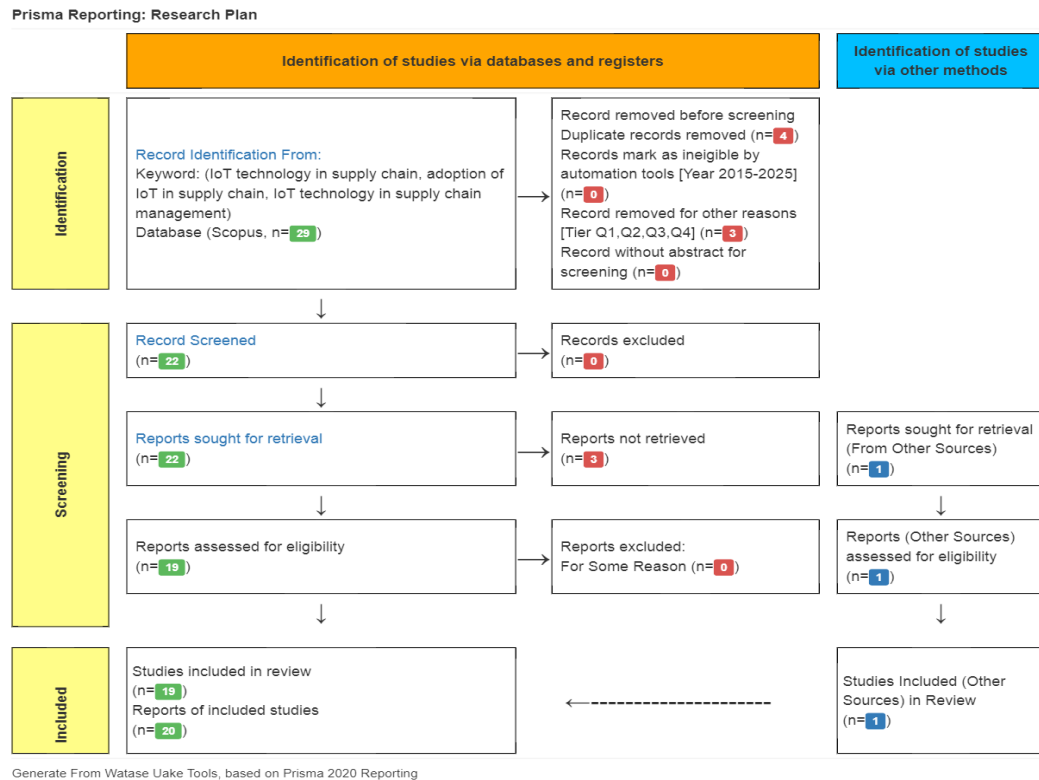 Prisma Reporting: Research Plan
Identification of studies via databases and registers
Identification of studies
via other methods
Identification
Record Identification From:
Keyword: (IoT technology in supply chain, adoption of
IoT in supply chain, IoT technology in supply chain
management)
Database (Scopus, n=29)
Record removed before screening
Duplicate records removed (n=4)
Records mark as ineigible by
automation tools [Year 2015-2025]
(n=0)
Record removed for other reasons
[Tier Q1,Q2,Q3,Q4] (n=3)
Record without abstract for
screening (n=0)
Screening
Record Screened
(n=22)
Records excluded
(n=0)
Reports sought for retrieval
(n=22)
Reports not retrieved
(n=3)
Reports sought for retrieval
(From Other Sources)
(n=1)
Reports assessed for eligibility
(n=19)
Reports excluded:
For Some Reason (n=0)
Reports (Other Sources)
assessed for eligibility
(n=1)
Included
Studies included in review
(n=19)
Reports of included studies
(n=20)
Studies Included (Other
Sources) in Review
(n=1)
Generate From Watase Uake Tools, based on Prisma 2020 Reporting